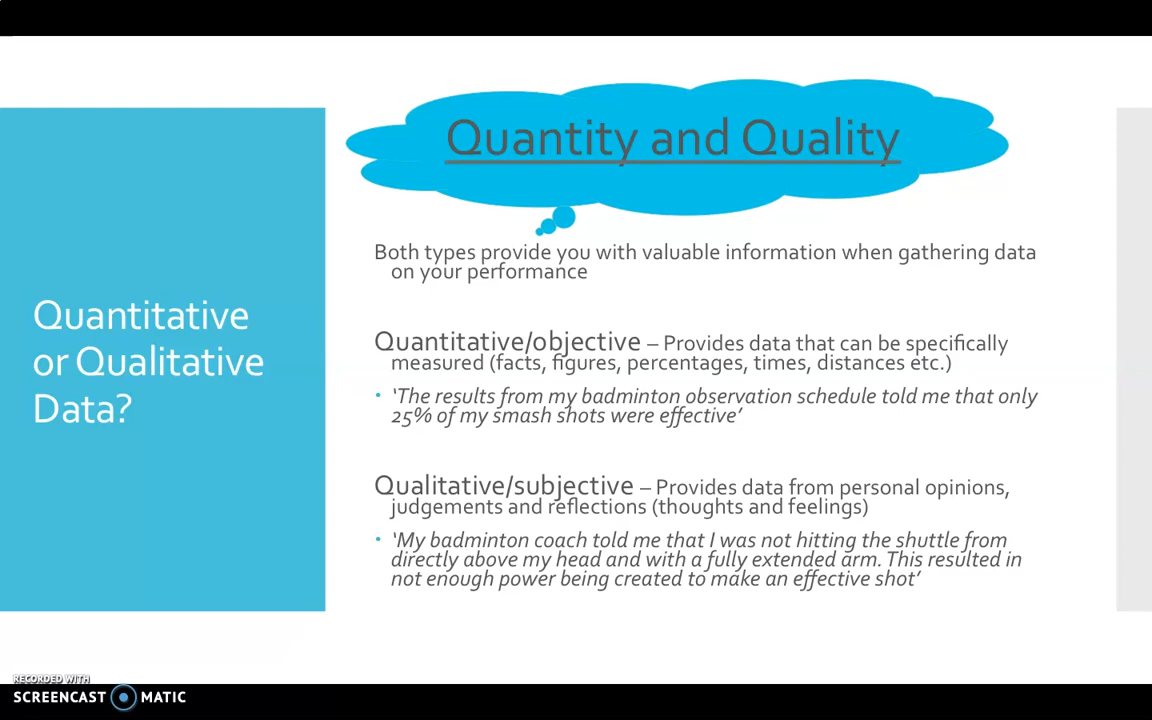 Quantity and Quality
Quantitative
or Qualitative
Data?
Both types provide you with valuable information when gathering data
on your performance
Quantitative/objective – Provides data that can be specifically
measured (facts, figures, percentages, times, distances etc.)
• ‘The results from my badminton observation schedule told me that only
25% of my smash shots were effective’
Qualitative/subjective – Provides data from personal opinions,
judgements and reflections (thoughts and feelings)
• ‘My badminton coach told me that I was not hitting the shuttle from
directly above my head and with a fully extended arm. This resulted in
not enough power being created to make an effective shot’
RECORDED WITH
SCREENCAST MATIC